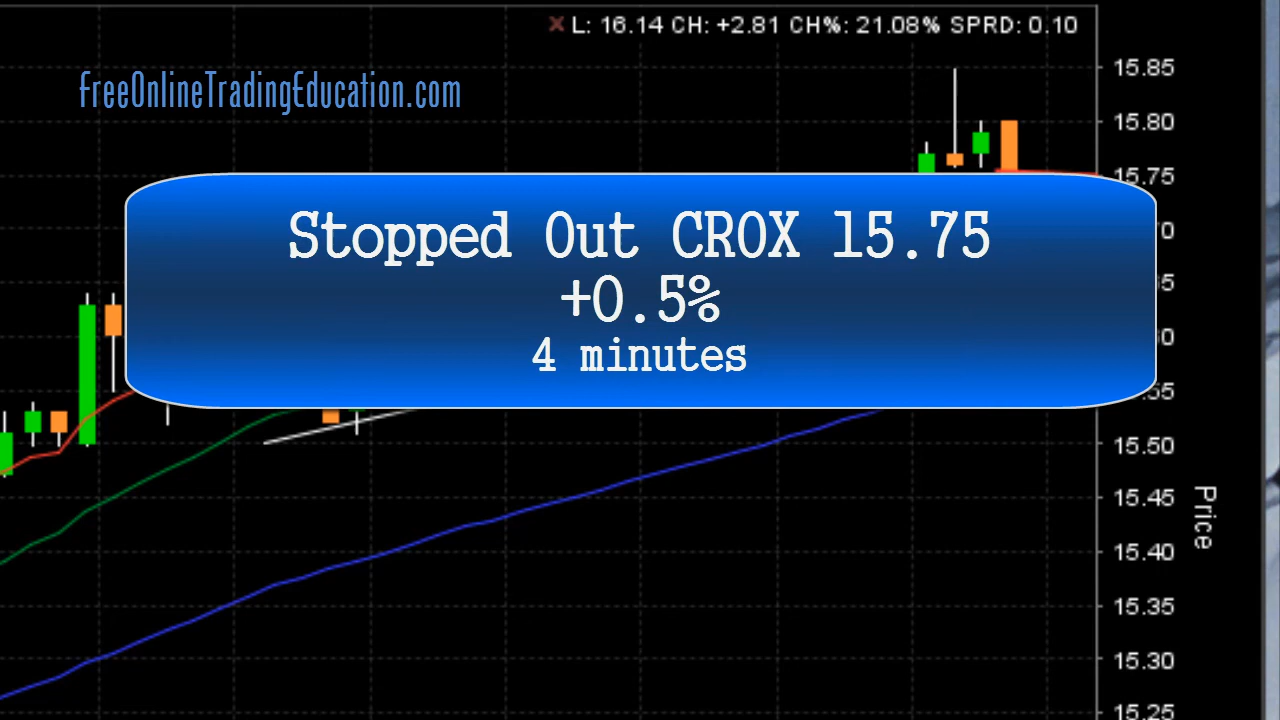 L: 16.14 CH: +2.81 CH%: 21.08% SPRD: 0.10
FreeOnlineTradingEducation.com
15.85
15.80
15.75
Stopped Out CROX 15.75
+0.5%
4 minutes
15.50
15.45
15.40
15.35
15.30
15.25
Price